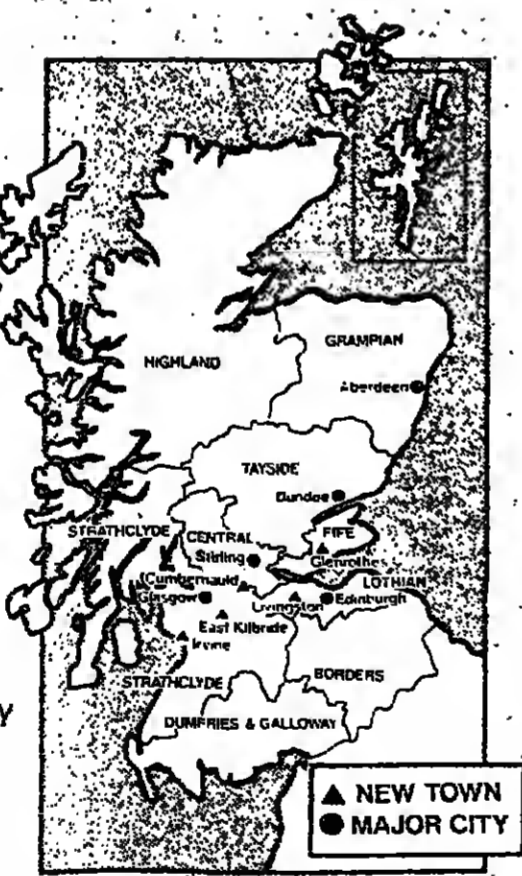 GRAMPIAN
HIGHLAND
Aberdeen
TAYSIDE
Dundee
STRATHCLYDE
CENTRAL
FIFE
Stirling
Glenrothes
Cumbernauld
LOTHIAN
Glasgow
Livingston
Edinburgh
East Kilbride
Irvine
STRATHCLYDE
BORDERS
DUMFRIES & GALLOWAY
Y
NEW TOWN
MAJOR CITY